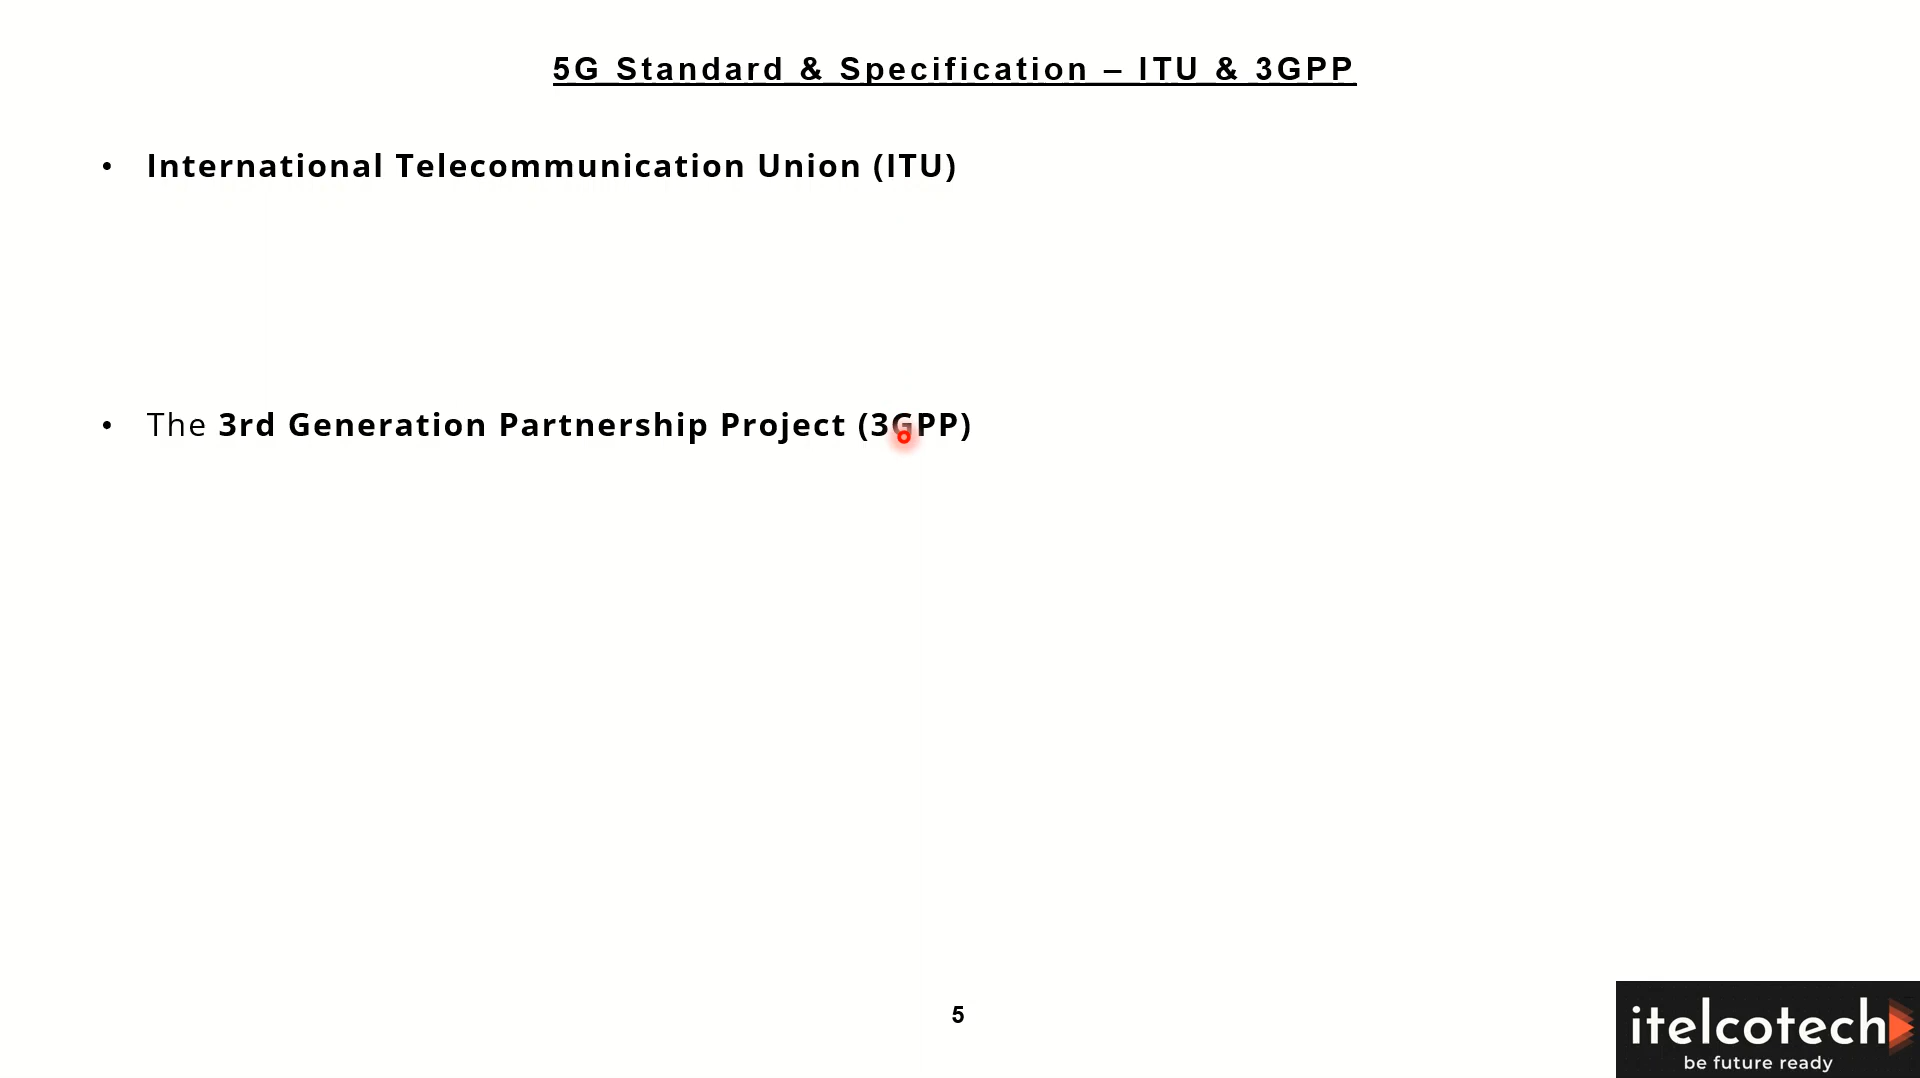 5G Standard & Specification – ITU & 3GPP
• International Telecommunication Union (ITU)
• The 3rd Generation Partnership Project (3GPP)
5
itelcotech
be future ready